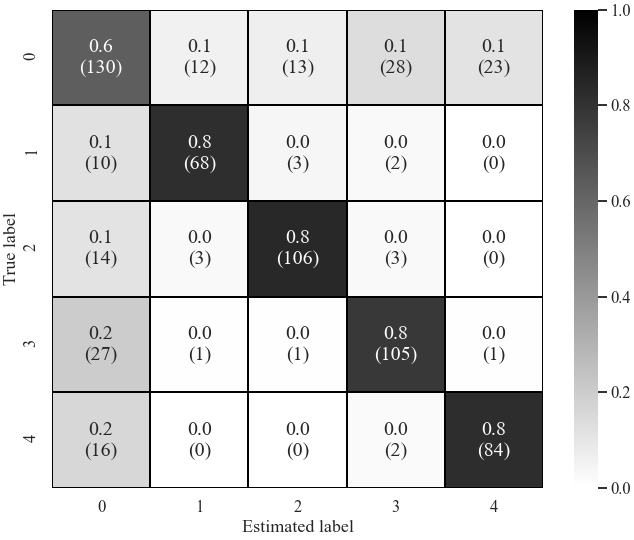 0.6 0.1 0.1 0.1 0.1 1.0
0 (130) (12) (13) (28) (23)
0.8
0.1 0.8 0.0 0.0 0.0
1 (10) (68) (3) (2) (0)
0.6
0.1 0.0 0.8 0.0 0.0
True label 2 (14) (3) (106) (3) (0)
0.4
0.2 0.0 0.0 0.8 0.0
3 (27) (1) (1) (105) (1)
0.2
0.2 0.0 0.0 0.0 0.8
4 (16) (0) (0) (2) (84)
0.0
0 1 2 3 4
Estimated label